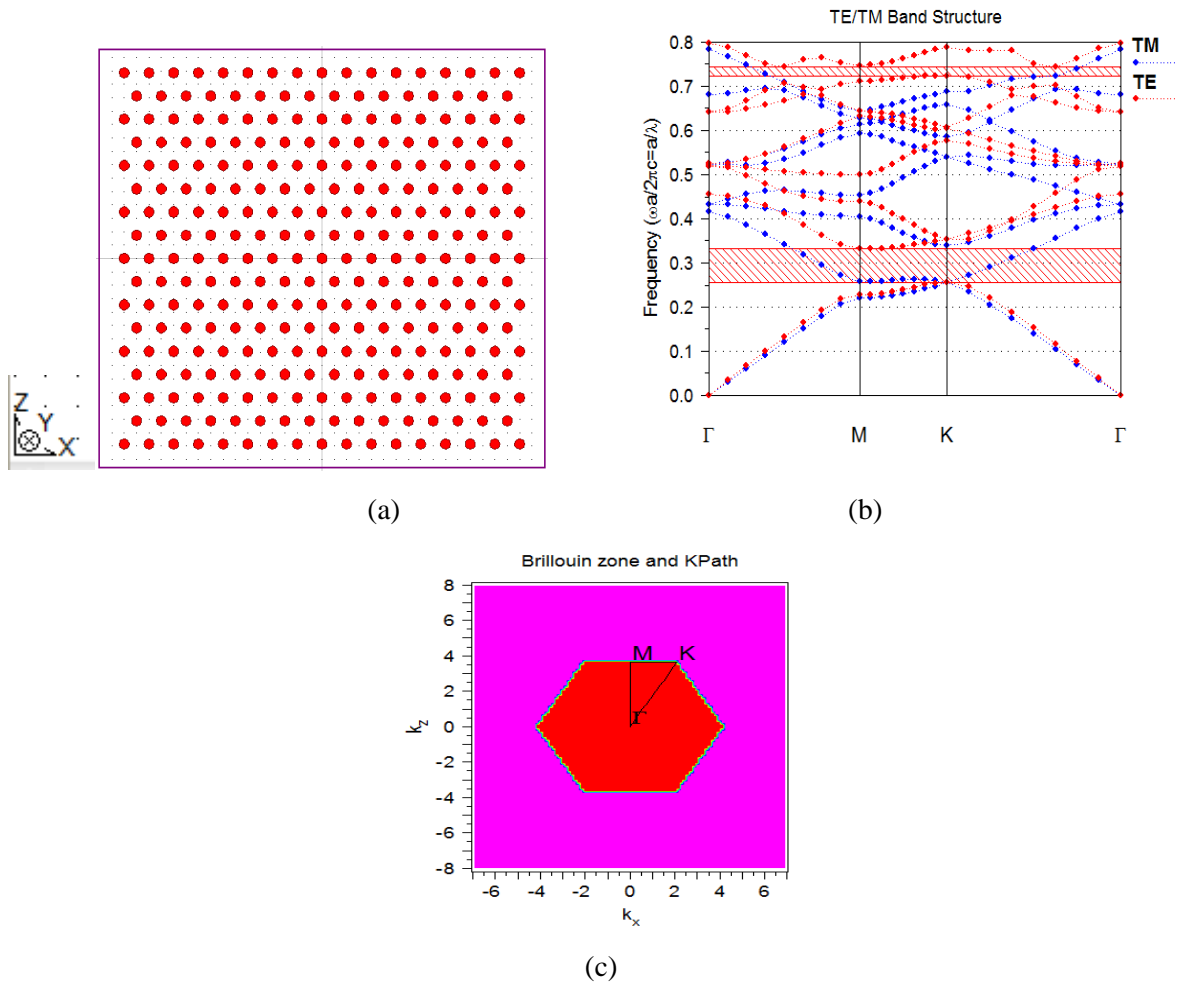 Z
Y
X
(a)
TE/TM Band Structure
TM
TE
Frequency (ωa/2πc=a/λ)
0.8
0.7
0.6
0.5
0.4
0.3
0.2
0.1
0.0
Γ M K Γ
(b)
Brillouin zone and KPath
k_z
8
6
4
2
0
-2
-4
-6
-8
M K
Γ
-6 -4 -2 0 2 4 6
k_x
(c)